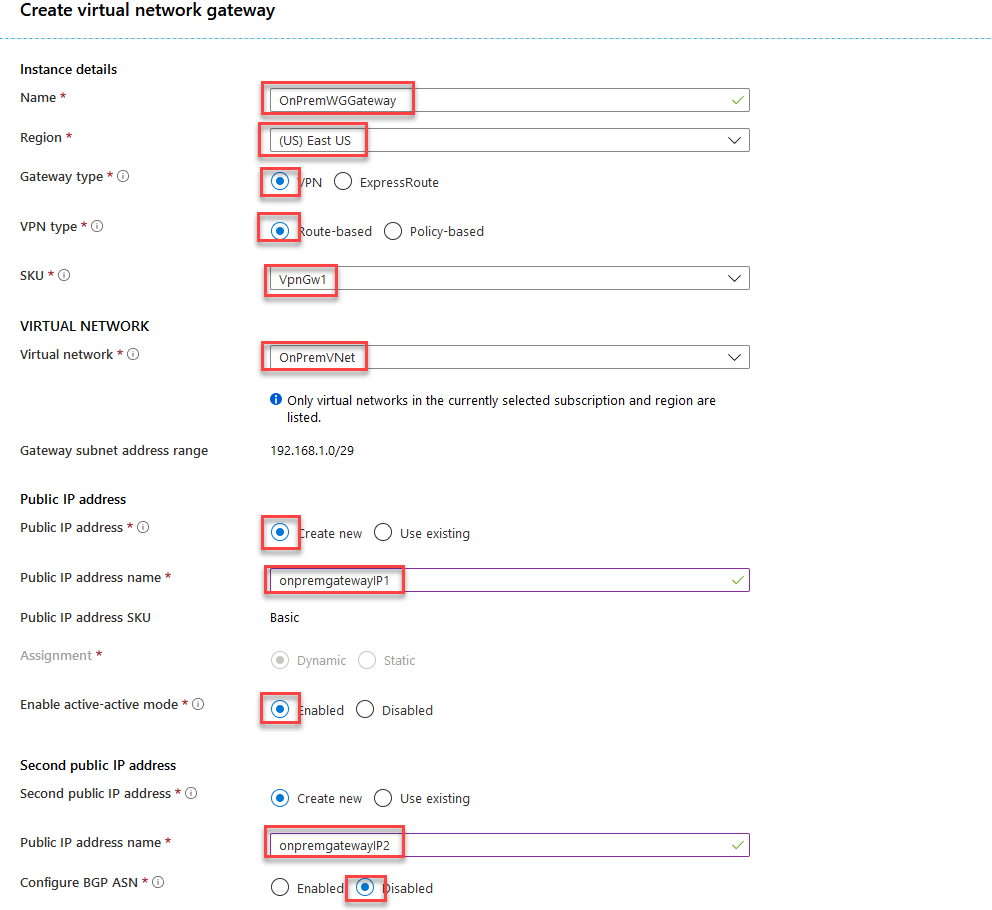 Create virtual network gateway
Instance details
Name * OnPremWGGateway
Region * (US) East US
Gateway type * VPN ExpressRoute
VPN type * Route-based Policy-based
SKU * VpnGw1
VIRTUAL NETWORK
Virtual network * OnPremVNet
Only virtual networks in the currently selected subscription and region are
listed.
Gateway subnet address range 192.168.1.0/29
Public IP address
Public IP address * Create new Use existing
Public IP address name * onpremgatewayIP1
Public IP address SKU Basic
Assignment * Dynamic Static
Enable active-active mode * Enabled Disabled
Second public IP address
Second public IP address * Create new Use existing
Public IP address name * onpremgatewayIP2
Configure BGP ASN * Enabled Disabled